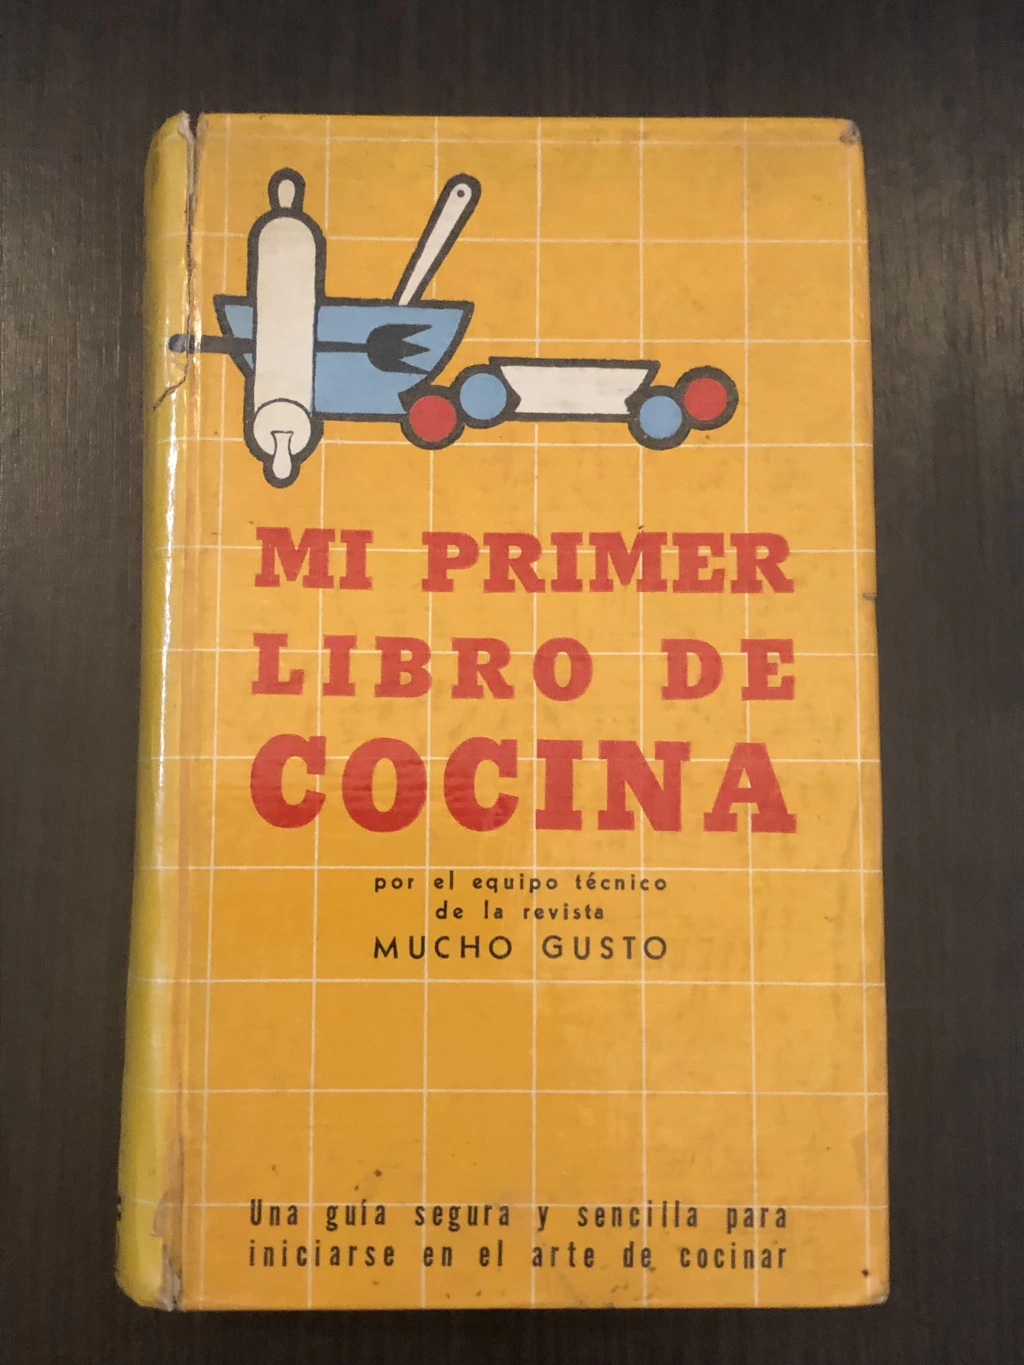 MI PRIMER
LIBRO DE
COCINA
por el equipo técnico
de la revista
MUCHO GUSTO
Una guía segura y sencilla para
iniciarse en el arte de cocinar